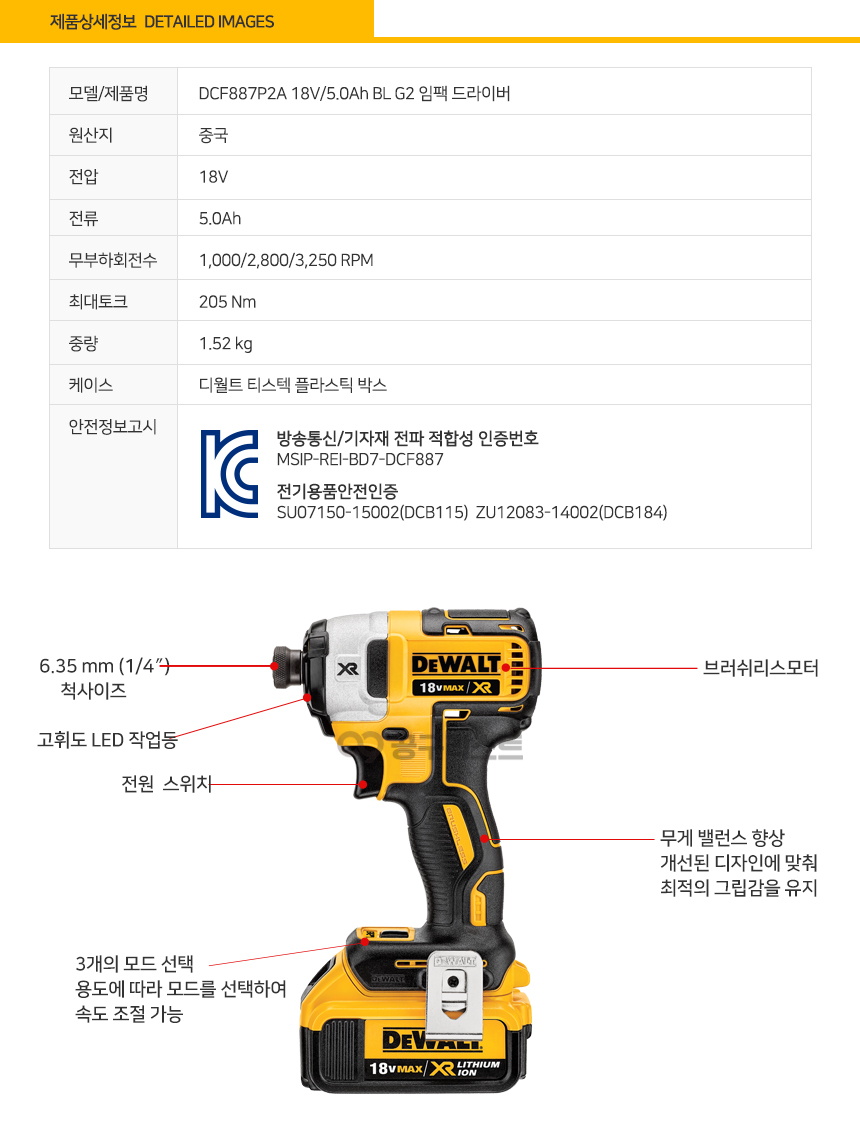 제품상세정보 DETAILED IMAGES
모델/제품명 DCF887P2A 18V/5.0Ah BL G2 임팩 드라이버
원산지 중국
전압 18V
전류 5.0Ah
무부하회전수 1,000/2,800/3,250 RPM
최대토크 205 Nm
중량 1.52 kg
케이스 디월트 티스텍 플라스틱 박스
안전정보고시
방송통신/기자재 전파 적합성 인증번호
MSIP-REI-BD7-DCF887
전기용품안전인증
SU07150-15002(DCB115) ZU12083-14002(DCB184)
6.35 mm (1/4″)
척사이즈
XR
DEWALT
18V MAX / XR
브러쉬리스모터
고휘도 LED 작업등
전원 스위치
무게 밸런스 향상
개선된 디자인에 맞춰
최적의 그립감을 유지
3개의 모드 선택
용도에 따라 모드를 선택하여
속도 조절 가능
DEWALT
DEWALT
DEWALT
18V MAX / XR LITHIUM
ION